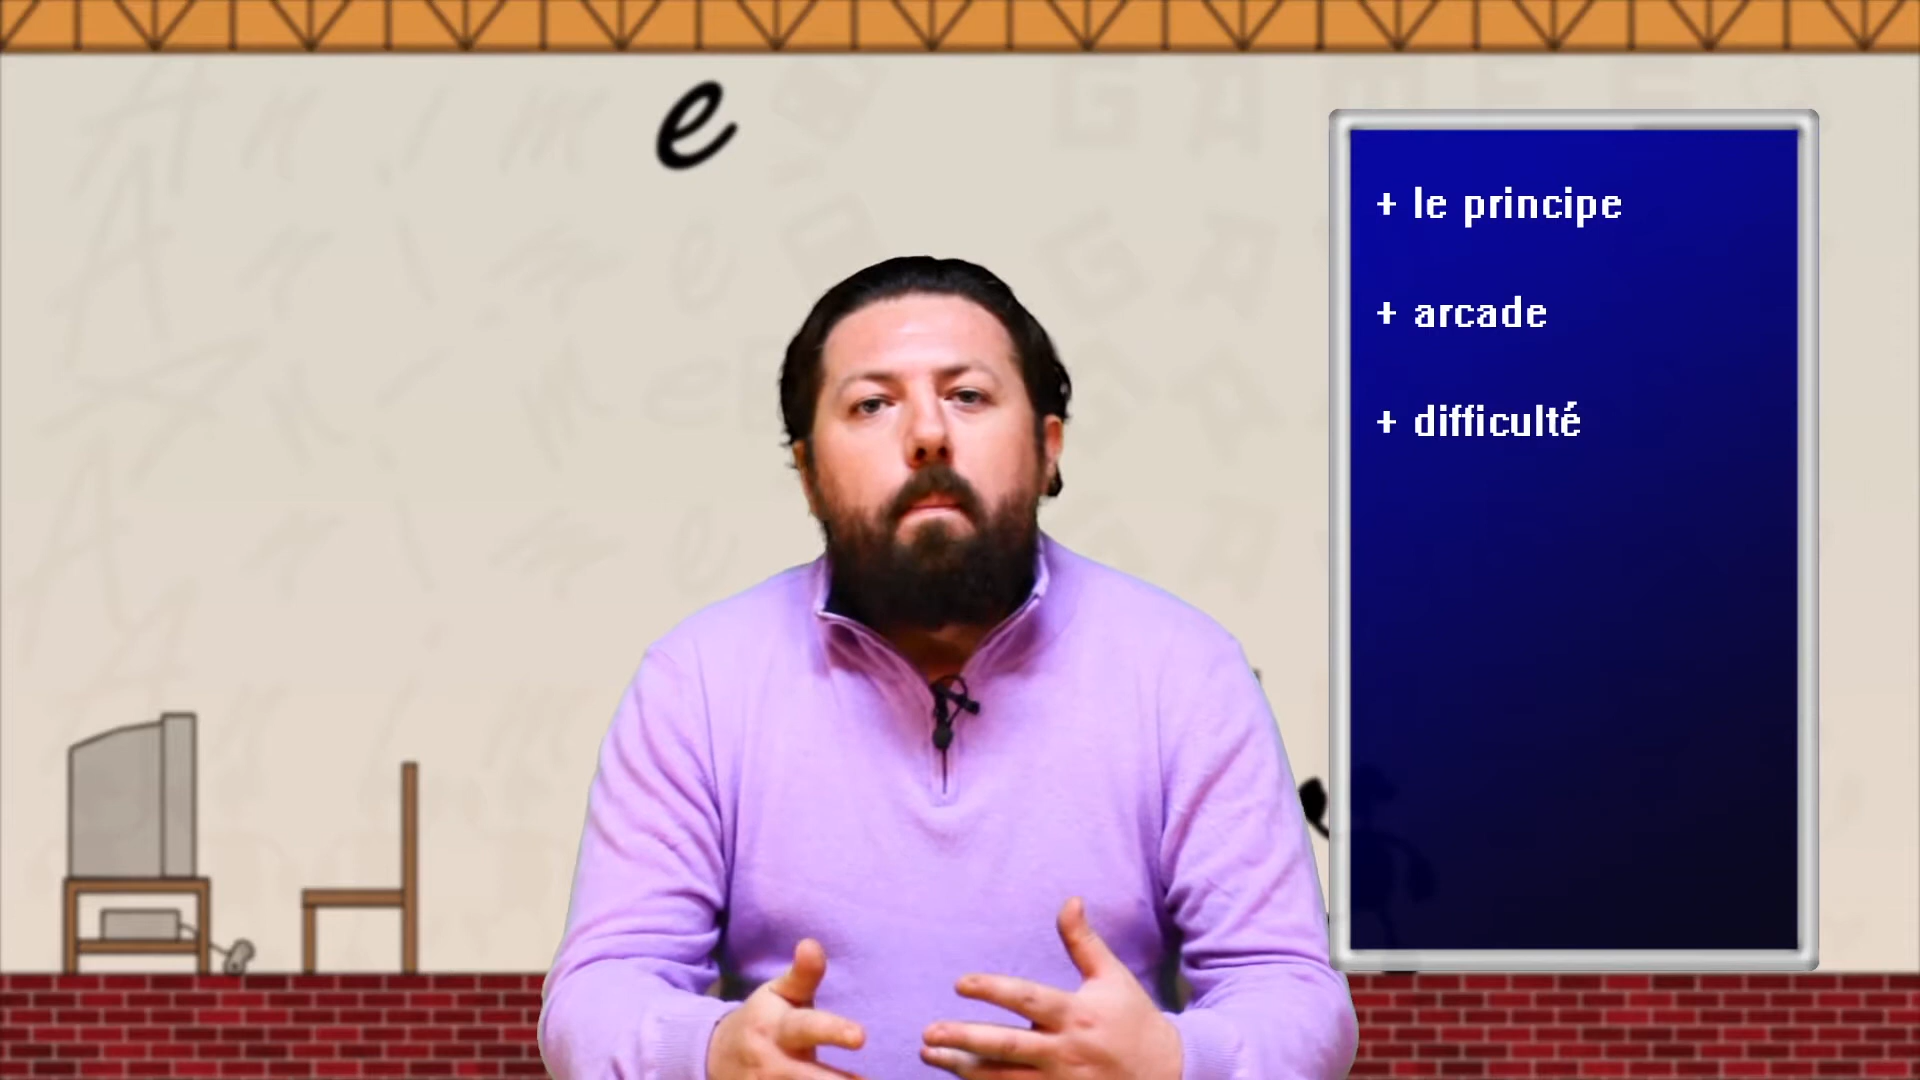 e
+ le principe
+ arcade
+ difficulté